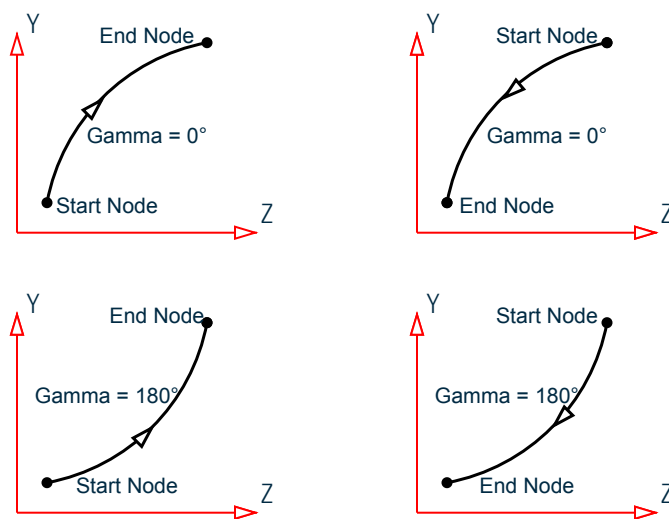 Y
End Node
Gamma = 0°
Start Node
Z
Y
Start Node
Gamma = 0°
End Node
Z
Y
End Node
Gamma = 180°
Start Node
Z
Y
Start Node
Gamma = 180°
End Node
Z